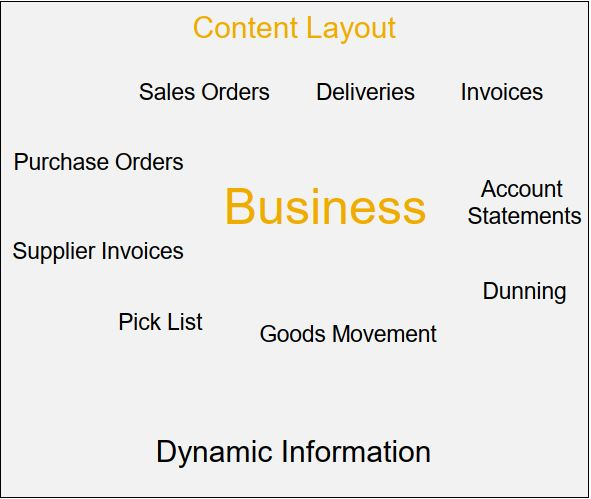 Content Layout
Sales Orders Deliveries Invoices
Purchase Orders
Business
Account
Statements
Supplier Invoices
Dunning
Pick List
Goods Movement
Dynamic Information